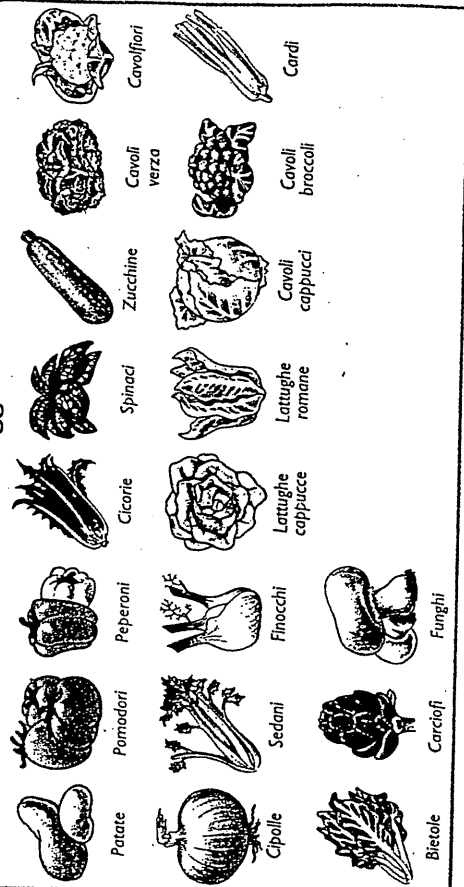 Patate
Pomodori
Peperoni
Cicorie
Spinaci
Zucchine
Cavoli
verza
Cavolfiori
Cipolle
Sedani
Finocchi
Lattughe
cappucce
Lattughe
romane
Cavoli
cappucci
Cavoli
broccoli
Cardi
Bietole
Carciofi
Funghi